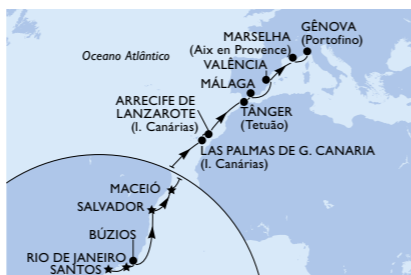 MARSELHA
(Aix en Provence)
GÊNOVA
(Portofino)
Oceano Atlântico
VALÊNCIA
MÁLAGA
ARRECIFE DE
LANZAROTE
(I. Canárias)
TÂNGER
(Tetuão)
LAS PALMAS DE G. CANARIA
(I. Canárias)
MACEIÓ
SALVADOR
BÚZIOS
RIO DE JANEIRO
SANTOS